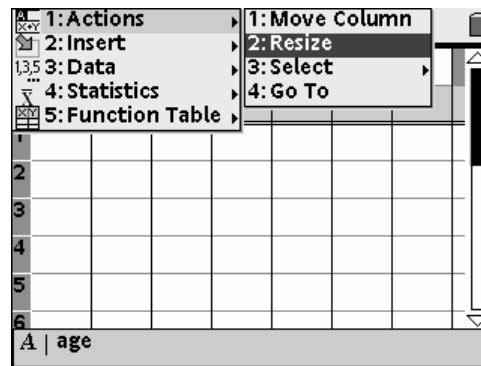 1:Actions
2:Insert
1,3,5 3:Data
4:Statistics
5:Function Table
1:Move Column
2:Resize
3:Select
4:Go To
1
2
3
4
5
6
A | age